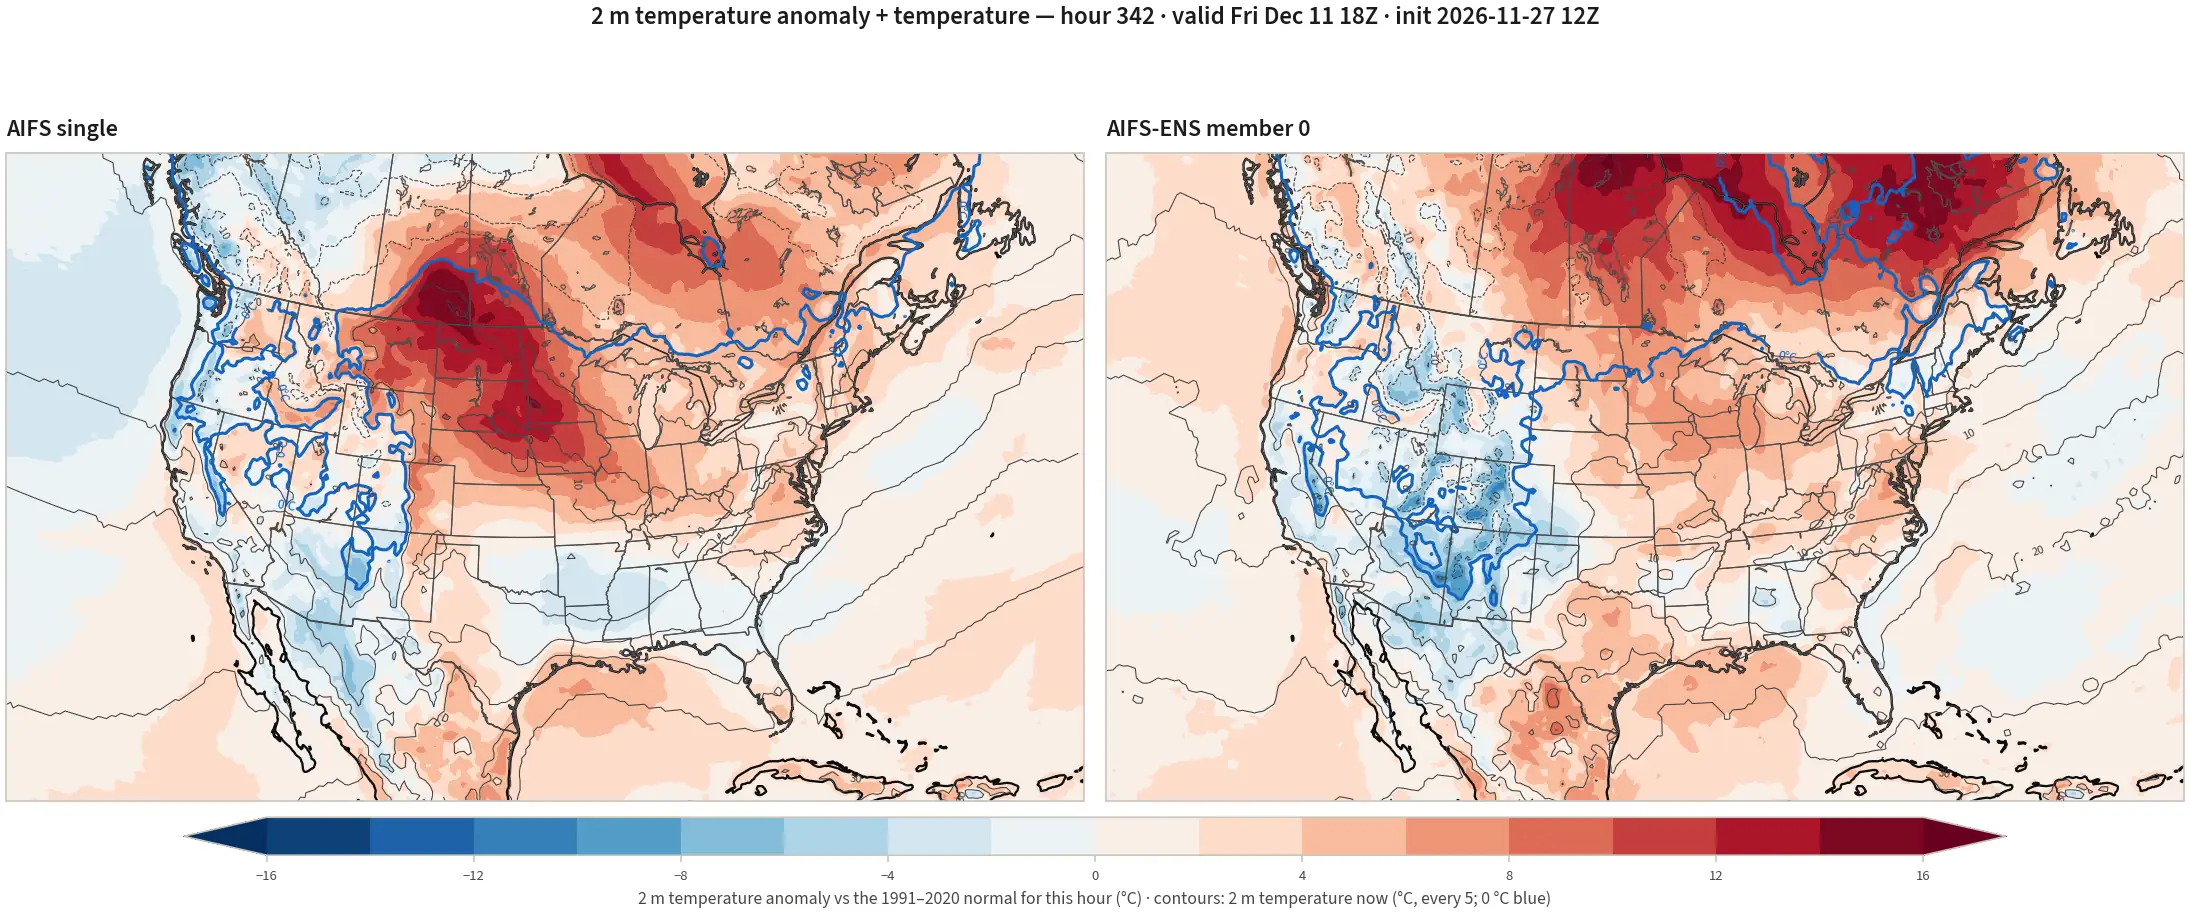 2 m temperature anomaly + temperature — hour 342 · valid Fri Dec 11 18Z · init 2026-11-27 12Z
AIFS single
AIFS-ENS member 0
−16
−12
−8
−4
0
4
8
12
16
2 m temperature anomaly vs the 1991–2020 normal for this hour (°C) · contours: 2 m temperature now (°C, every 5; 0 °C blue)